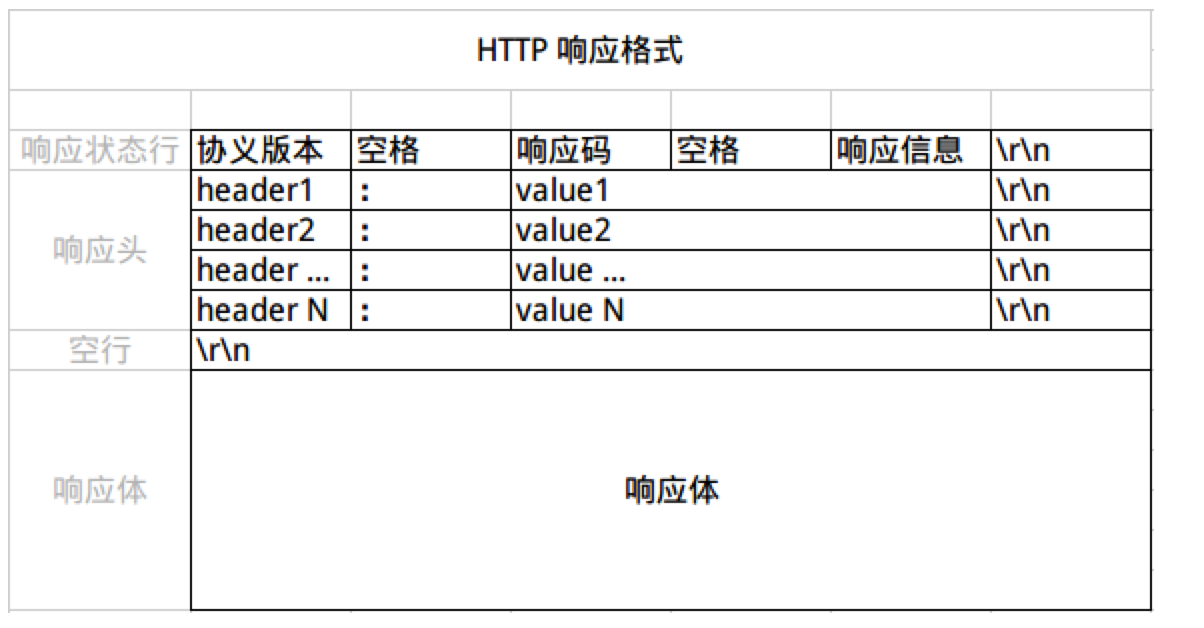 HTTP 响应格式
响应状态行 协议版本 空格 响应码 空格 响应信息 \r\n
header1 : value1 \r\n
header2 : value2 \r\n
响应头
header ... : value ... \r\n
header N : value N \r\n
空行 \r\n
响应体 响应体